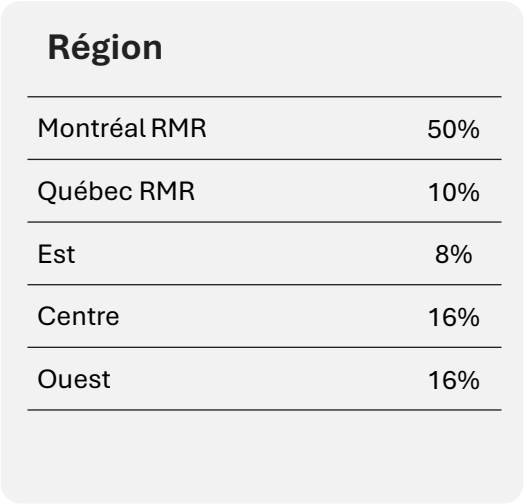 Région
Montréal RMR 50%
Québec RMR 10%
Est 8%
Centre 16%
Ouest 16%